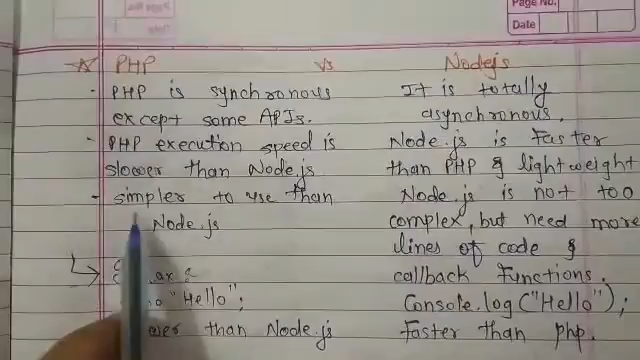 Page No.
Date
PHP vs Nodejs
PHP is synchronous
except some APIs.
PHP execution speed is
slower than Node.js
simpler to use than
Node.js
"Hello";
than Node.js
It is totally
asynchronous.
Node.js is Faster
than PHP & lightweight
Node.js is not too
complex, but need more
lines of code &
callback Functions.
Console.log("Hello");
Faster than php.